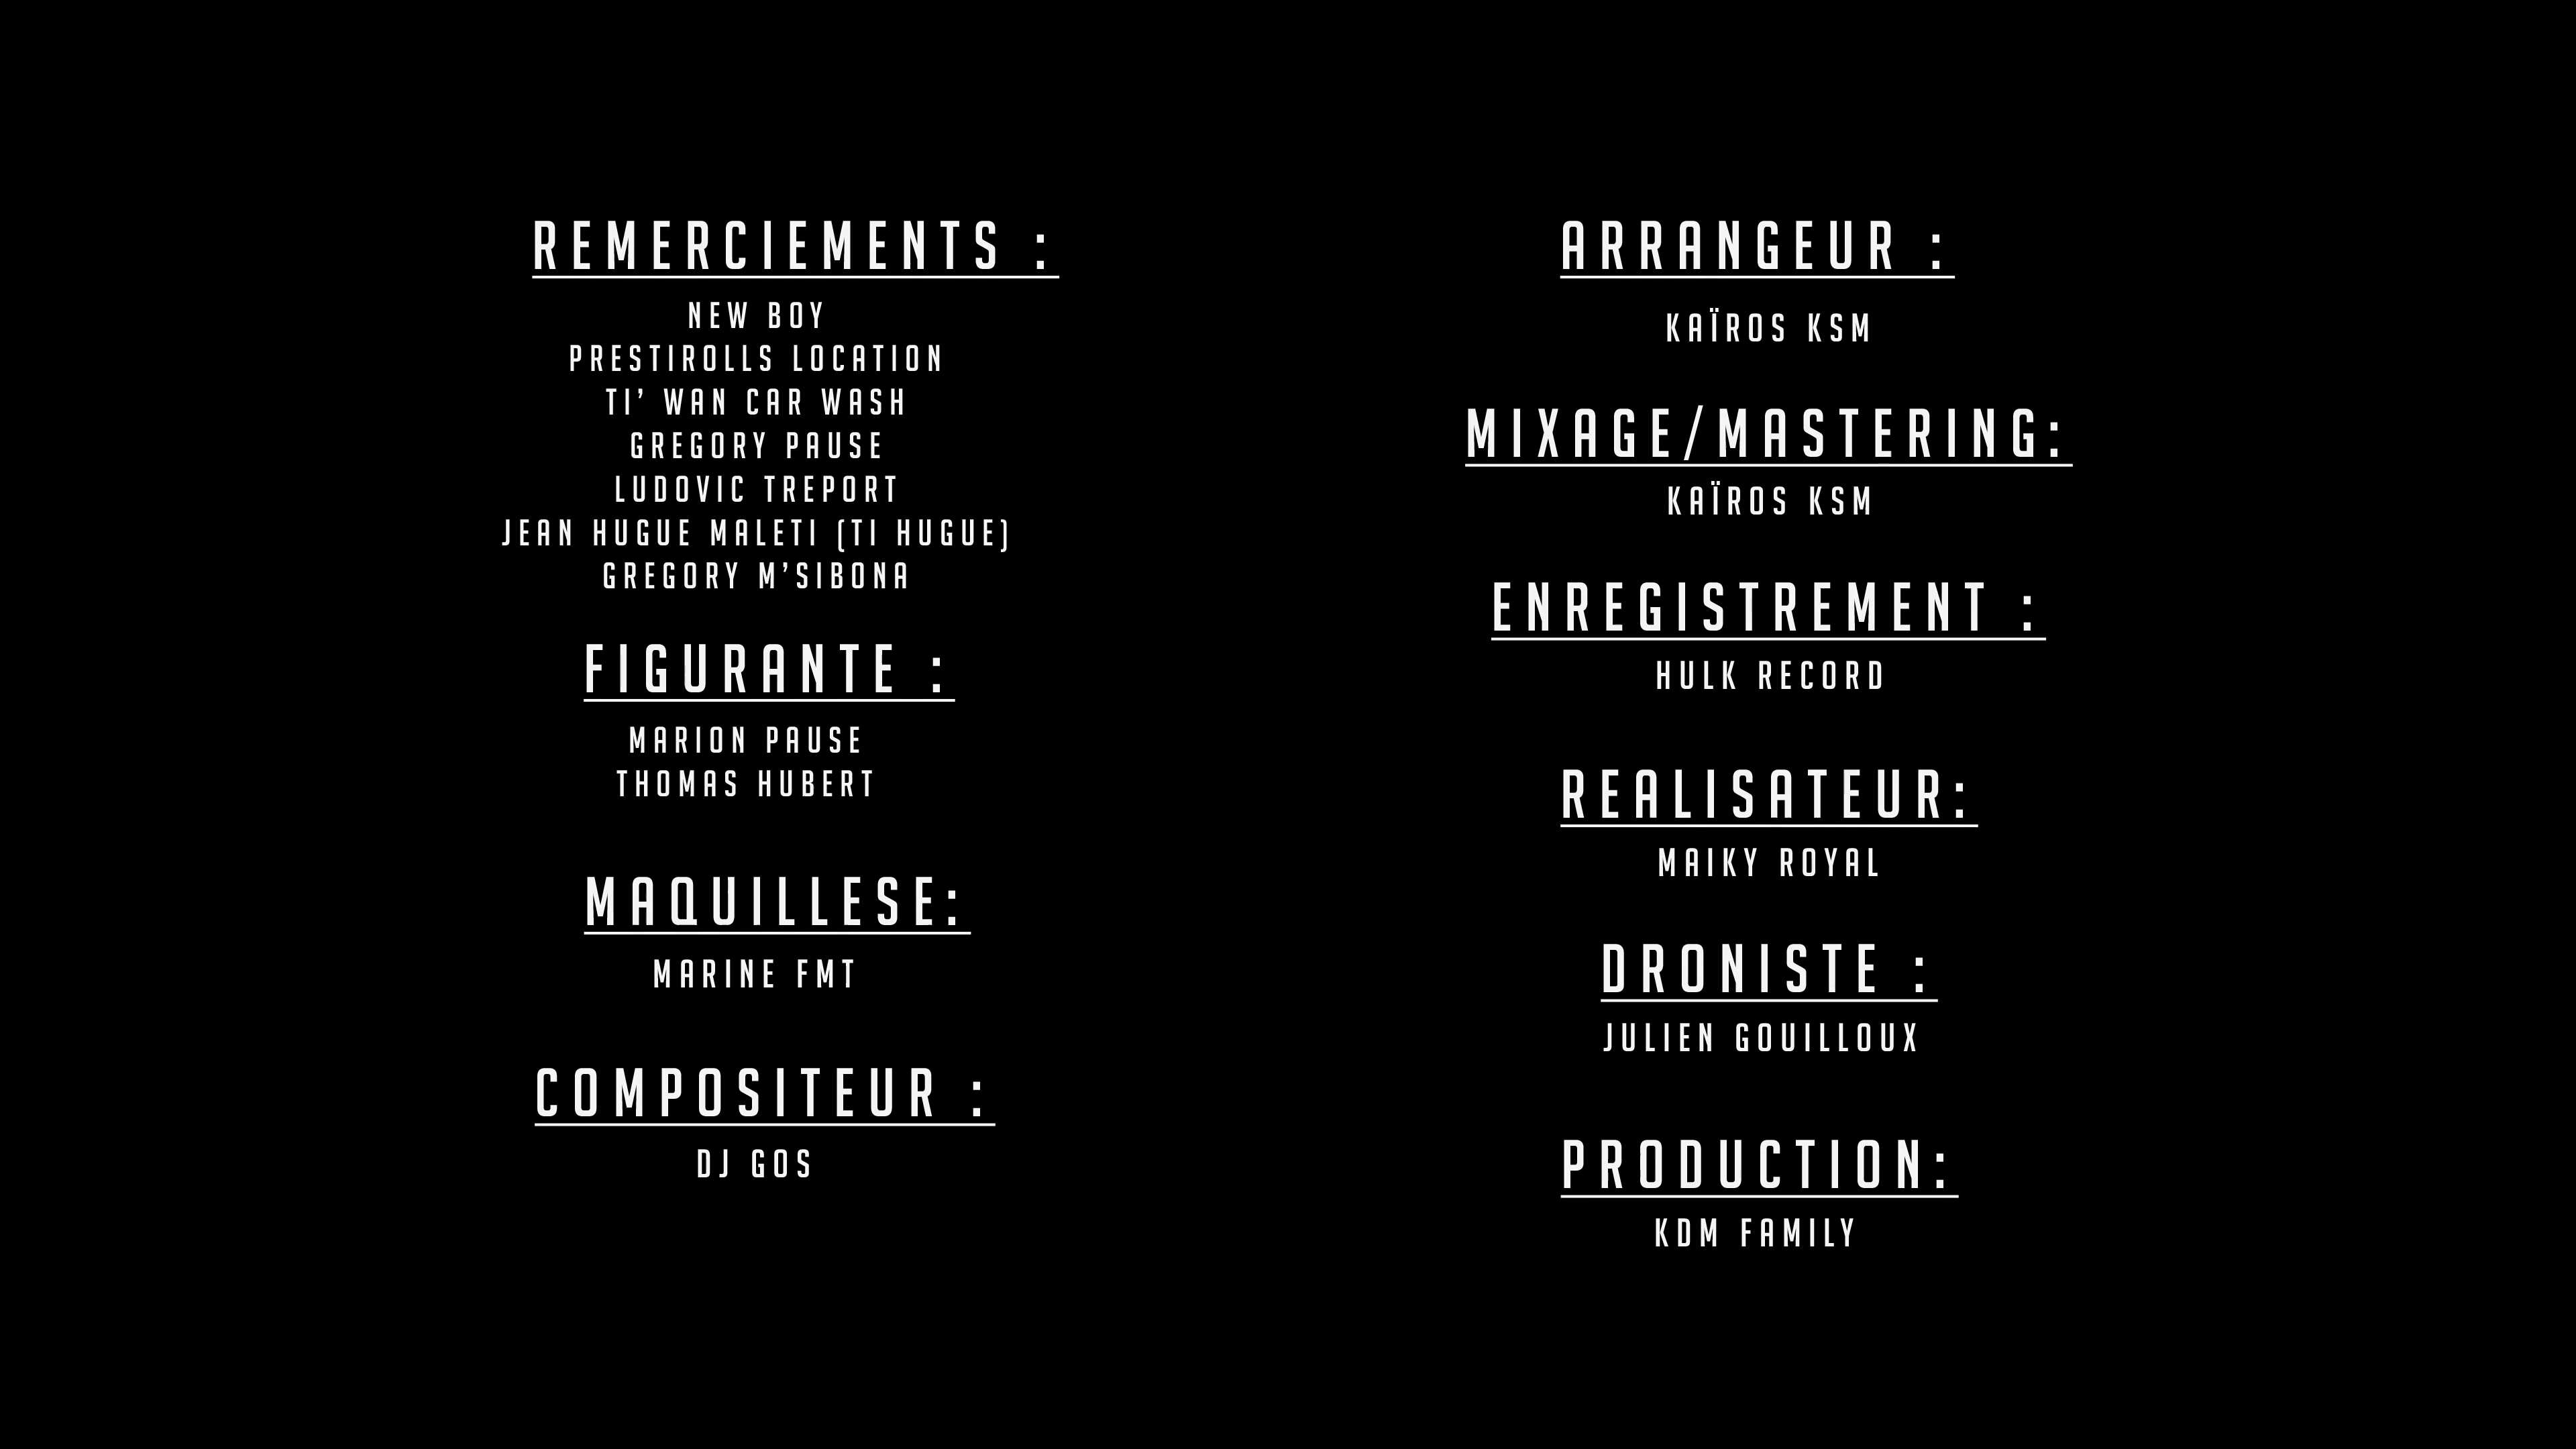 REMERCIEMENTS :
NEW BOY
PRESTIROLLS LOCATION
TI’ WAN CAR WASH
GREGORY PAUSE
LUDOVIC TREPORT
JEAN HUGUE MALETI (TI HUGUE)
GREGORY M’SIBONA
FIGURANTE :
MARION PAUSE
THOMAS HUBERT
MAQUILLESE:
MARINE FMT
COMPOSITEUR :
DJ GOS
ARRANGEUR :
KAÏROS KSM
MIXAGE/MASTERING:
KAÏROS KSM
ENREGISTREMENT :
HULK RECORD
REALISATEUR:
MAIKY ROYAL
DRONISTE :
JULIEN GOUILLOUX
PRODUCTION:
KDM FAMILY